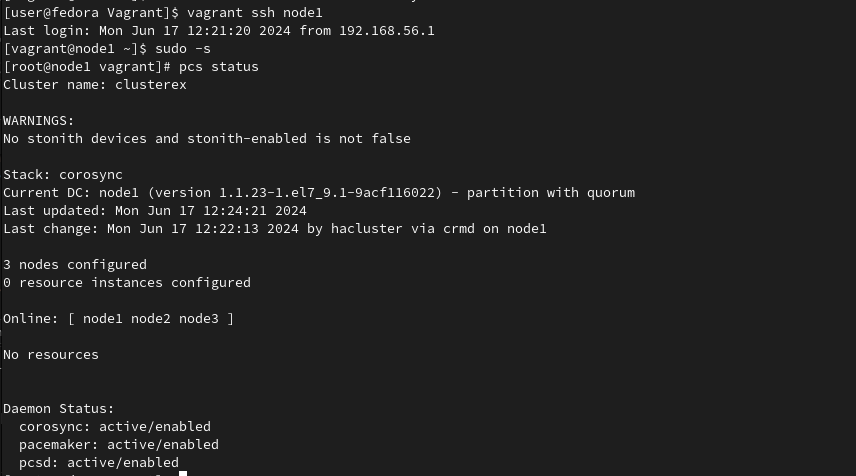 [user@fedora Vagrant]$ vagrant ssh node1
Last login: Mon Jun 17 12:21:20 2024 from 192.168.56.1
[vagrant@node1 ~]$ sudo -s
[root@node1 vagrant]# pcs status
Cluster name: clusterex
WARNINGS:
No stonith devices and stonith-enabled is not false
Stack: corosync
Current DC: node1 (version 1.1.23-1.el7_9.1-9acf116022) - partition with quorum
Last updated: Mon Jun 17 12:24:21 2024
Last change: Mon Jun 17 12:22:13 2024 by hacluster via crmd on node1
3 nodes configured
0 resource instances configured
Online: [ node1 node2 node3 ]
No resources
Daemon Status:
corosync: active/enabled
pacemaker: active/enabled
pcsd: active/enabled